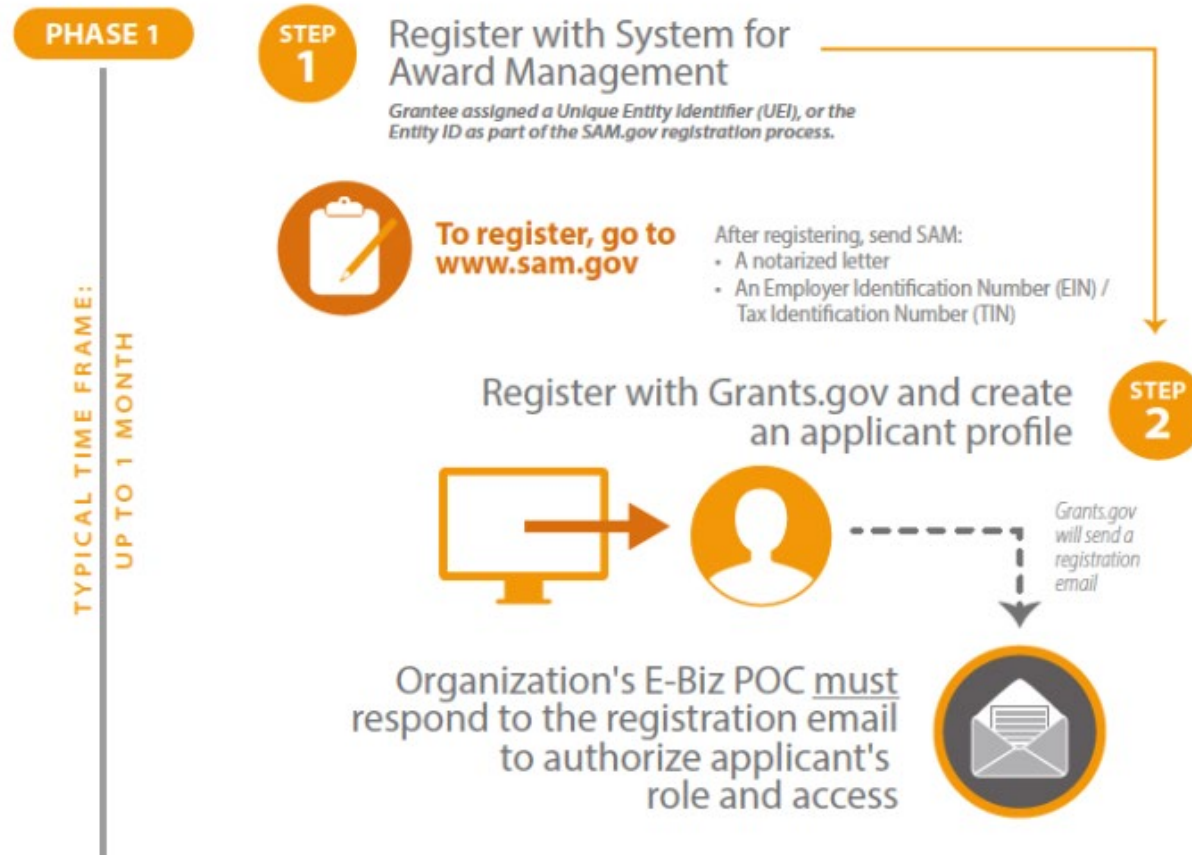 PHASE 1
STEP
1
Register with System for
Award Management
Grantee assigned a Unique Entity Identifier (UEI), or the
Entity ID as part of the SAM.gov registration process.
To register, go to
www.sam.gov
After registering, send SAM:
• A notarized letter
• An Employer Identification Number (EIN) /
Tax Identification Number (TIN)
TYPICAL TIME FRAME:
UP TO 1 MONTH
Register with Grants.gov and create
an applicant profile
STEP
2
Grants.gov
will send a
registration
email
Organization's E-Biz POC must
respond to the registration email
to authorize applicant's
role and access